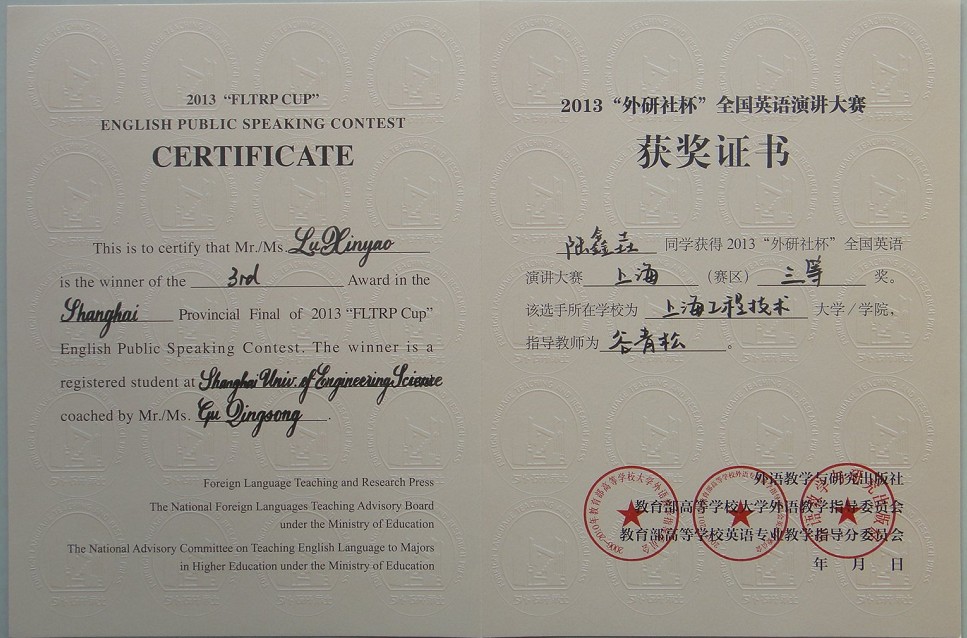 2013 “FLTRP CUP”
ENGLISH PUBLIC SPEAKING CONTEST
CERTIFICATE
This is to certify that Mr./Ms. Lu Xinyao
is the winner of the 3rd Award in the
Shanghai Provincial Final of 2013 “FLTRP Cup”
English Public Speaking Contest. The winner is a
registered student at Shanghai Univ. of Engineering Science
coached by Mr./Ms. Gu Qingsong.
Foreign Language Teaching and Research Press
The National Foreign Languages Teaching Advisory Board
under the Ministry of Education
The National Advisory Committee on Teaching English Language to Majors
in Higher Education under the Ministry of Education
2013“外研社杯”全国英语演讲大赛
获奖证书
陆鑫垚 同学获得 2013“外研社杯”全国英语
演讲大赛 上海 (赛区) 三等 奖。
该选手所在学校为 上海工程技术 大学/学院,
指导教师为 谷青松 。
外语教学与研究出版社
教育部高等学校大学外语教学指导委员会
教育部高等学校英语专业教学指导分委员会
年 月 日